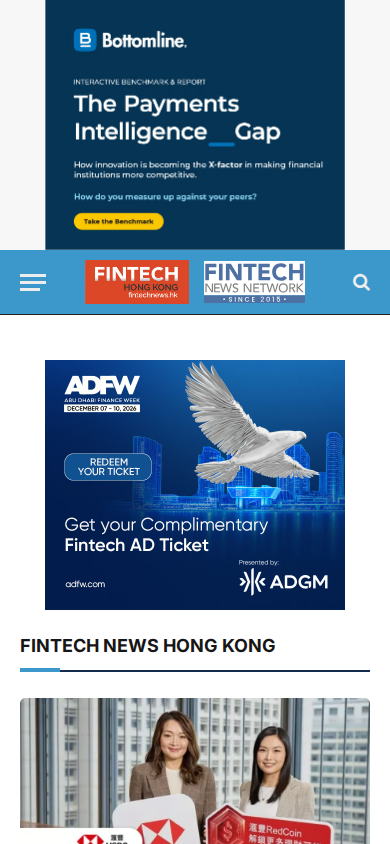 Bottomline.
INTERACTIVE BENCHMARK & REPORT
The Payments
Intelligence_Gap
How innovation is becoming the X-factor in making financial
institutions more competitive.
How do you measure up against your peers?
Take the Benchmark
FINTECH
HONG KONG
fintechnews.hk
FINTECH
NEWS NETWORK
• SINCE 2015 •
ADFW
ABU DHABI FINANCE WEEK
DECEMBER 07 - 10, 2026
REDEEM
YOUR TICKET
Get your Complimentary
Fintech AD Ticket
Presented by:
adfw.com
ADGM
FINTECH NEWS HONG KONG
滙豐RedCoin
滙豐